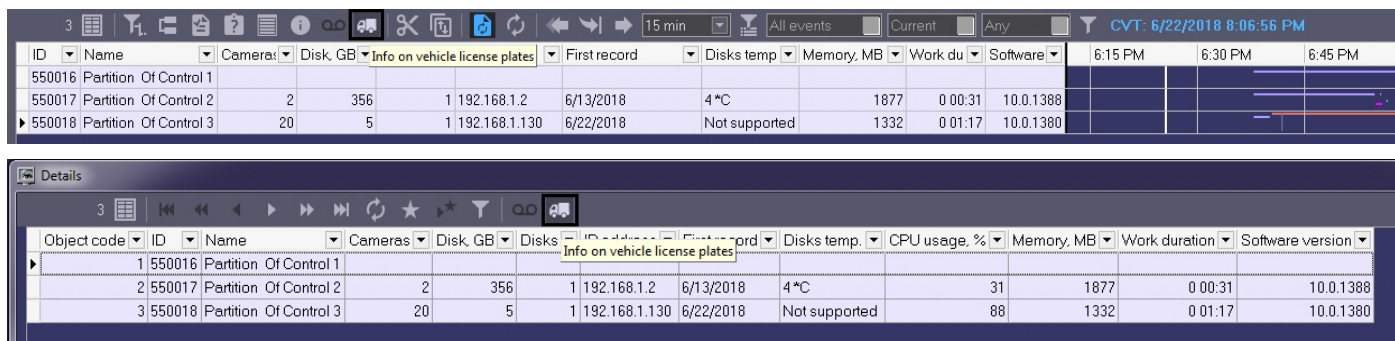 3 15 min All events Current Any CVT: 6/22/2018 8:06:56 PM
ID Name Cameras Disk, GB Info on vehicle license plates First record Disks temp Memory, MB Work du Software 6:15 PM 6:30 PM 6:45 PM
550016 Partition Of Control 1
550017 Partition Of Control 2 2 356 1 192.168.1.2 6/13/2018 4 *C 1877 0 00:31 10.0.1388
550018 Partition Of Control 3 20 5 1 192.168.1.130 6/22/2018 Not supported 1332 0 01:17 10.0.1380
Details
3
Object code ID Name Cameras Disk, GB Disks IP address First record Disks temp. CPU usage, % Memory, MB Work duration Software version
Info on vehicle license plates
1 550016 Partition Of Control 1
2 550017 Partition Of Control 2 2 356 1 192.168.1.2 6/13/2018 4 *C 31 1877 0 00:31 10.0.1388
3 550018 Partition Of Control 3 20 5 1 192.168.1.130 6/22/2018 Not supported 88 1332 0 01:17 10.0.1380